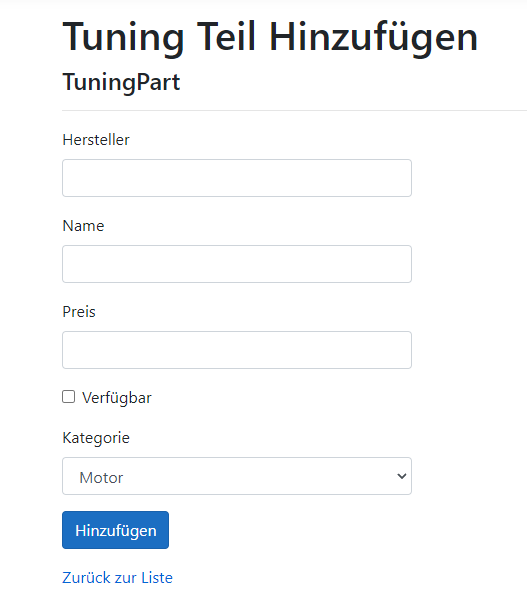 Tuning Teil Hinzufügen
TuningPart
Hersteller
Name
Preis
Verfügbar
Kategorie
Motor
Hinzufügen
Zurück zur Liste